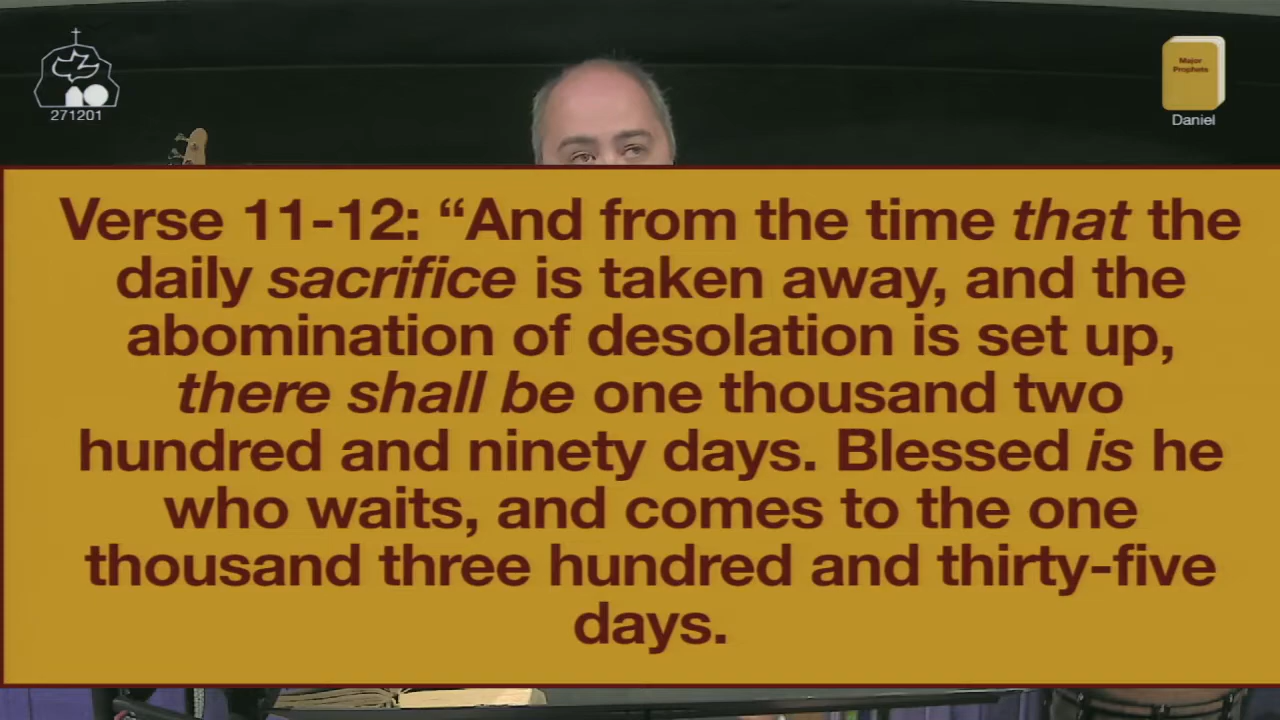 271201
Major
Prophets
Daniel
Verse 11-12: “And from the time that the
daily sacrifice is taken away, and the
abomination of desolation is set up,
there shall be one thousand two
hundred and ninety days. Blessed is he
who waits, and comes to the one
thousand three hundred and thirty-five
days.